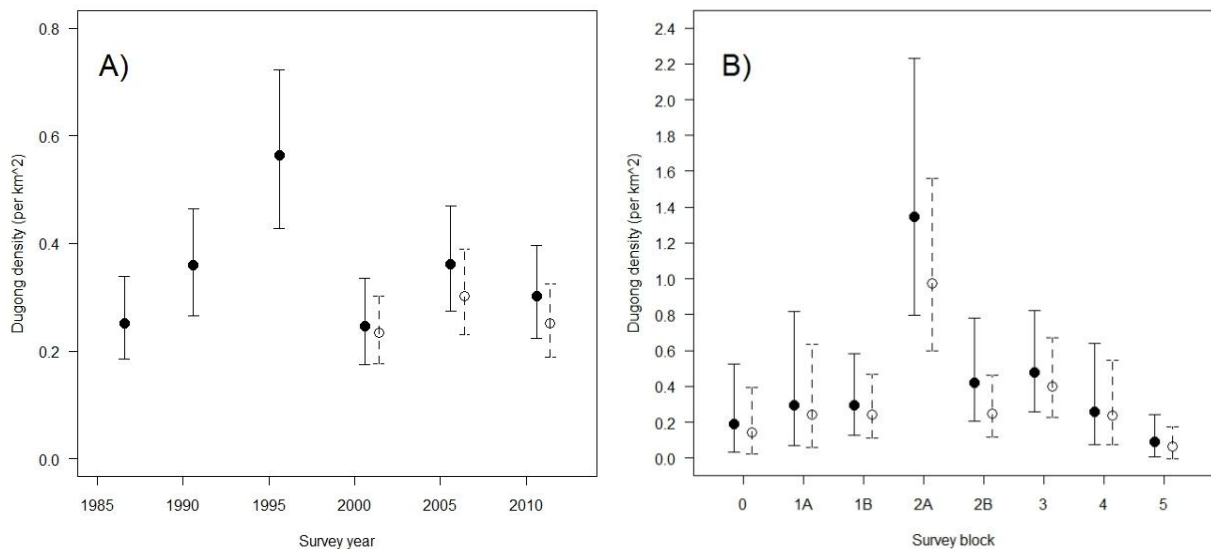 A)
Dugong density (per km^2)
0.8
0.6
0.4
0.2
0.0
1985 1990 1995 2000 2005 2010
Survey year
B)
Dugong density (per km^2)
2.4
2.2
2.0
1.8
1.6
1.4
1.2
1.0
0.8
0.6
0.4
0.2
0.0
0 1A 1B 2A 2B 3 4 5
Survey block